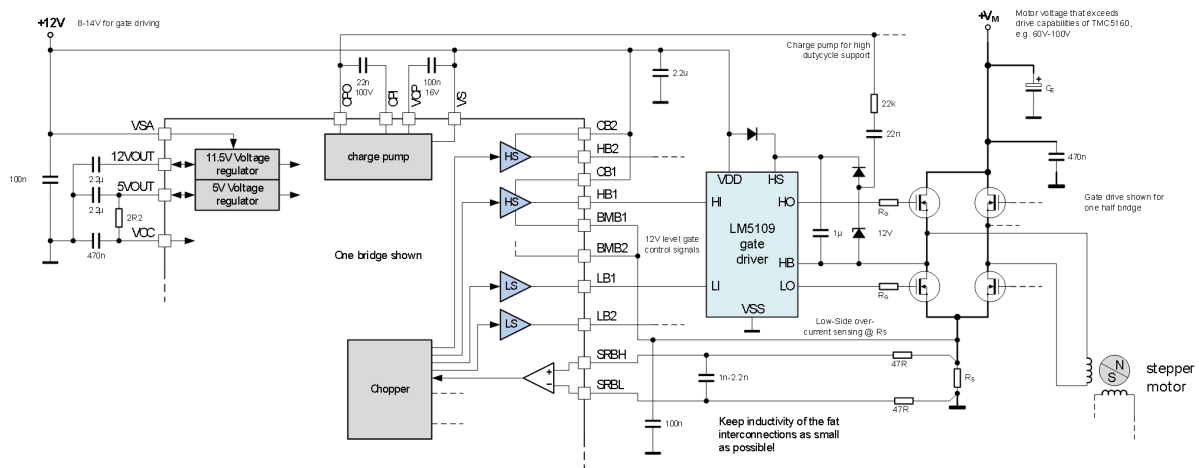 +12V
8-14V for gate driving
+VM
Motor voltage that exceeds
drive capabilities of TMC5160,
e.g. 60V-100V
Charge pump for high
dutycycle support
22n
100V
100n
16V
2.2u
CPO
CPI
VCP
VS
22k
22n
CE
470n
VSA
12VOUT
5VOUT
VCC
11.5V Voltage
regulator
5V Voltage
regulator
charge pump
100n
2.2µ
2.2µ
2R2
470n
HS
HS
LS
LS
CB2
HB2
CB1
HB1
BMB1
BMB2
LB1
LB2
SRBH
SRBL
One bridge shown
12V level gate
control signals
VDD
HS
HI
HO
LM5109
gate
driver
HB
LI
LO
VSS
1µ
12V
RG
RG
Gate drive shown for
one half bridge
Low-Side over-
current sensing @ Rs
Chopper
+
-
1n-2.2n
47R
47R
RS
100n
Keep inductivity of the fat
interconnections as small
as possible!
N
S
stepper
motor